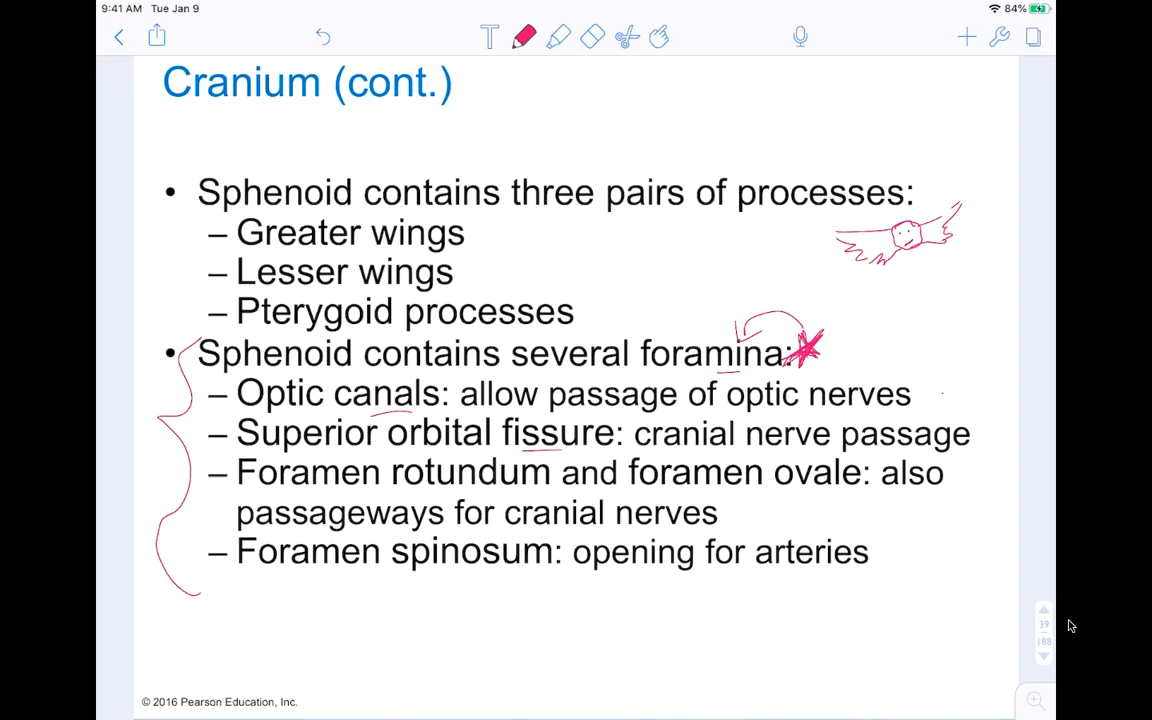 9:41 AM Tue Jan 9
84%
Cranium (cont.)
• Sphenoid contains three pairs of processes:
– Greater wings
– Lesser wings
– Pterygoid processes
• Sphenoid contains several foramina:
– Optic canals: allow passage of optic nerves
– Superior orbital fissure: cranial nerve passage
– Foramen rotundum and foramen ovale: also
passageways for cranial nerves
– Foramen spinosum: opening for arteries
39
188
© 2016 Pearson Education, Inc.